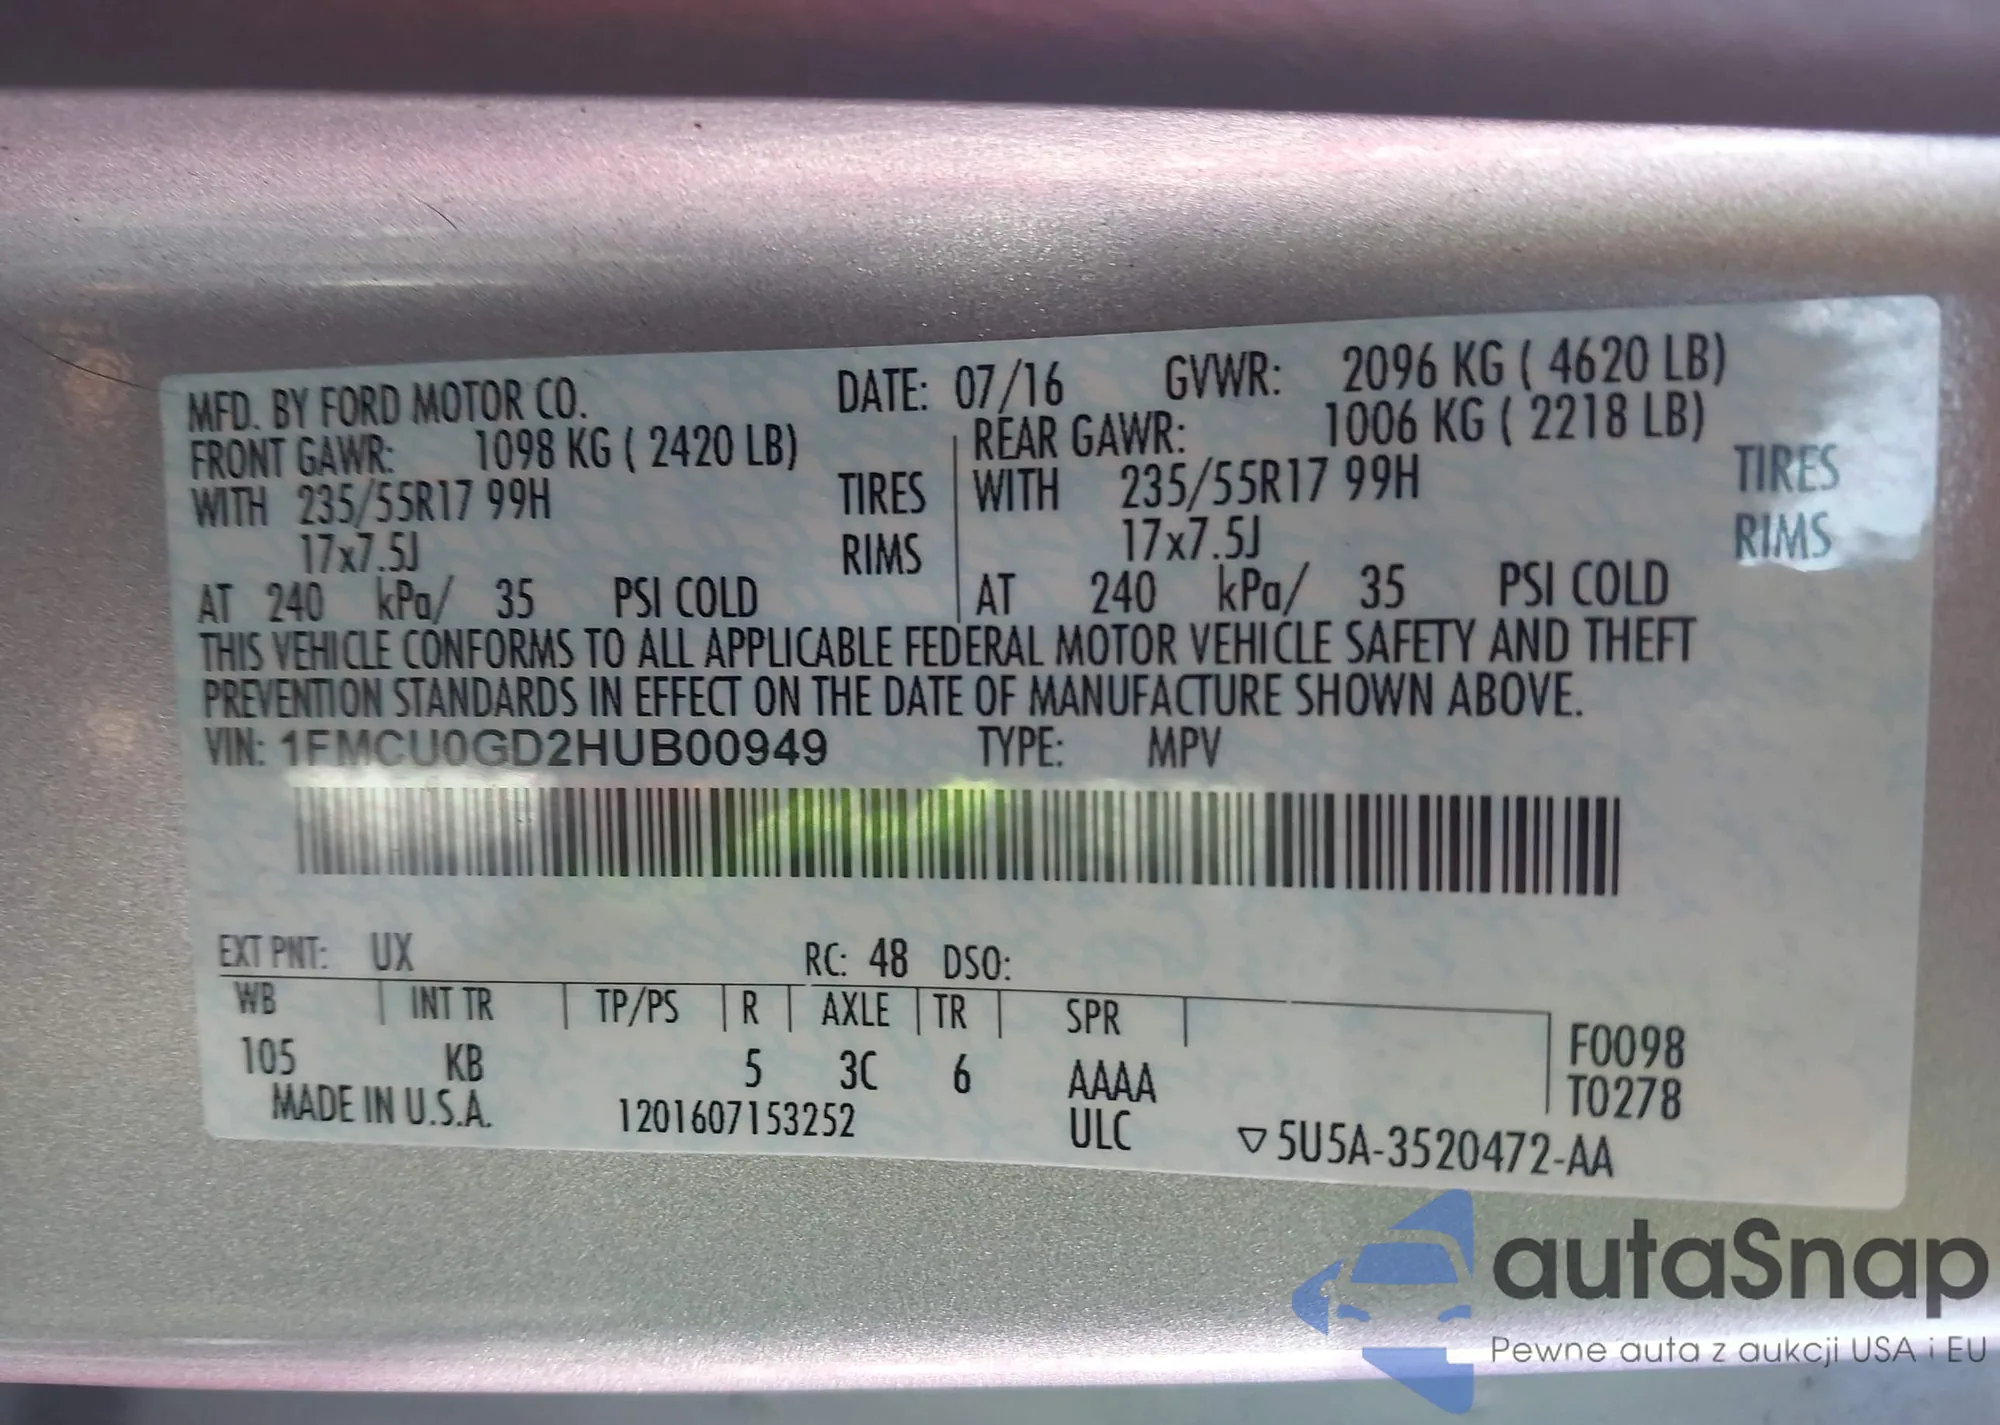 MFD. BY FORD MOTOR CO. DATE: 07/16 GVWR: 2096 KG ( 4620 LB)
FRONT GAWR: 1098 KG ( 2420 LB) REAR GAWR: 1006 KG ( 2218 LB)
WITH 235/55R17 99H TIRES WITH 235/55R17 99H TIRES
17x7.5J RIMS 17x7.5J RIMS
AT 240 kPa/ 35 PSI COLD AT 240 kPa/ 35 PSI COLD
THIS VEHICLE CONFORMS TO ALL APPLICABLE FEDERAL MOTOR VEHICLE SAFETY AND THEFT
PREVENTION STANDARDS IN EFFECT ON THE DATE OF MANUFACTURE SHOWN ABOVE.
VIN: 1FMCU0GD2HUB00949 TYPE: MPV
EXT PNT: UX RC: 48 DSO:
WB INT TR TP/PS R AXLE TR SPR
105 KB 5 3C 6 AAAA F0098
MADE IN U.S.A. 1201607153252 ULC T0278
▽5U5A-3520472-AA
autaSnap
Pewne auta z aukcji USA i EU